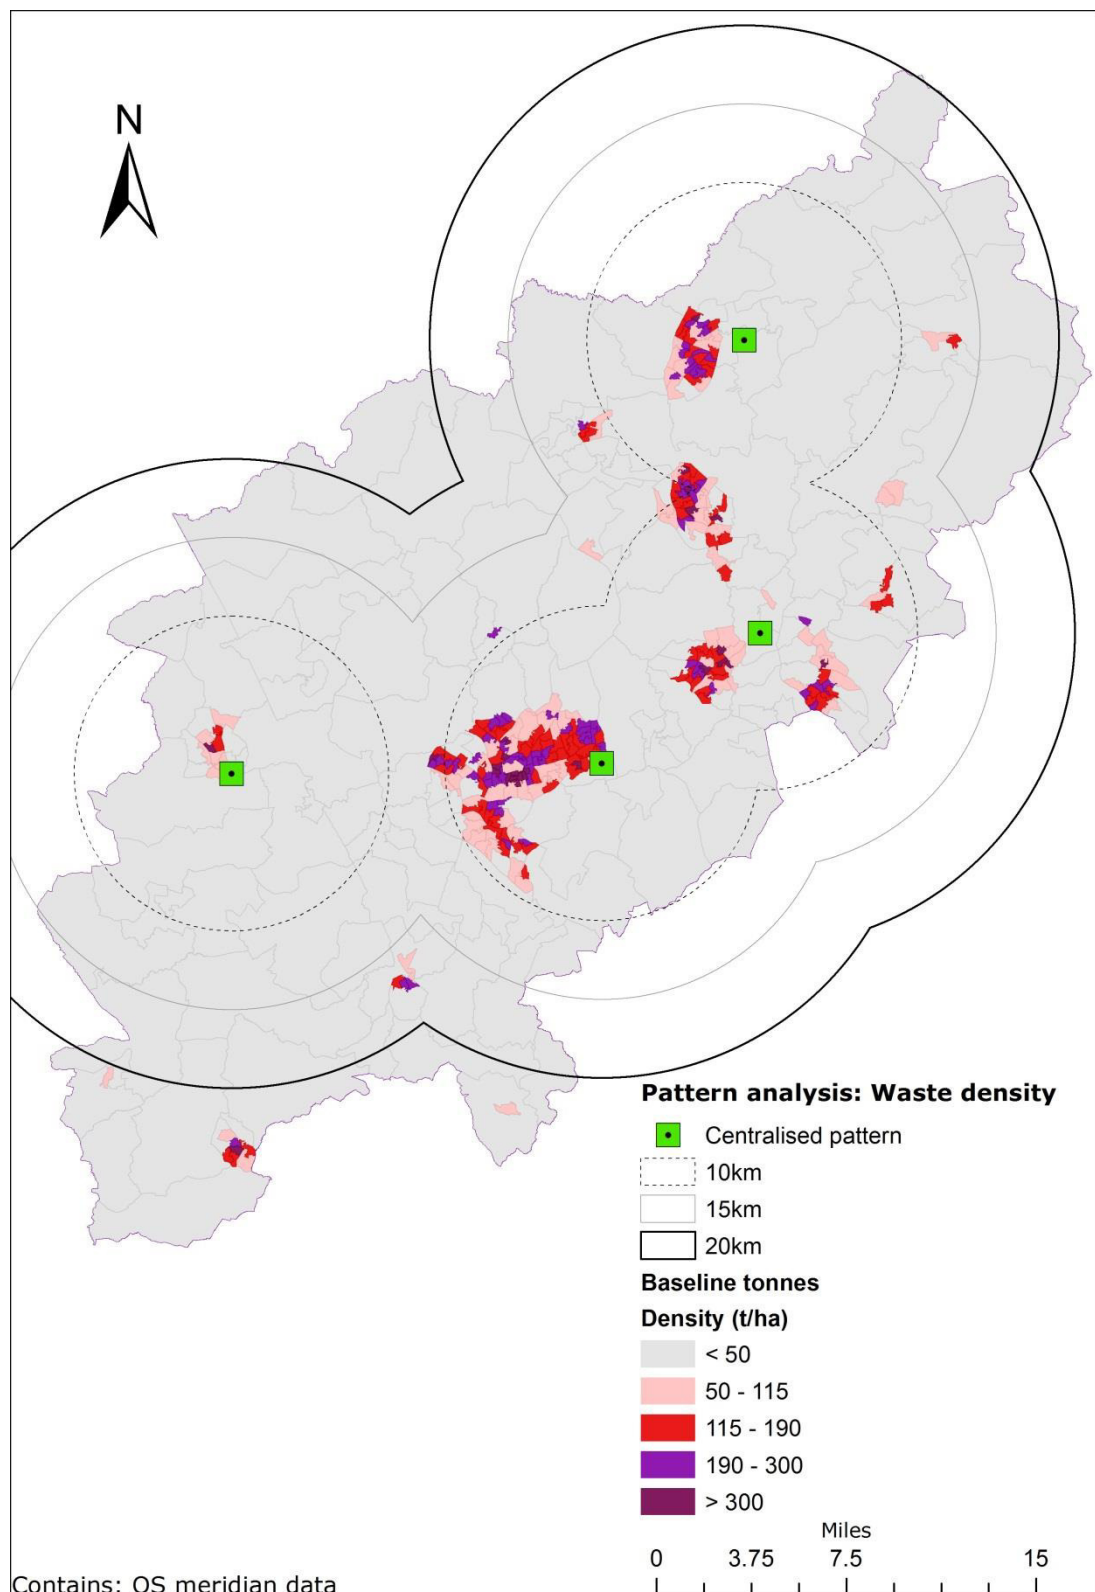 N
Pattern analysis: Waste density
Centralised pattern
10km
15km
20km
Baseline tonnes
Density (t/ha)
< 50
50 - 115
115 - 190
190 - 300
> 300
Miles
0 3.75 7.5 15
Contains: OS meridian data